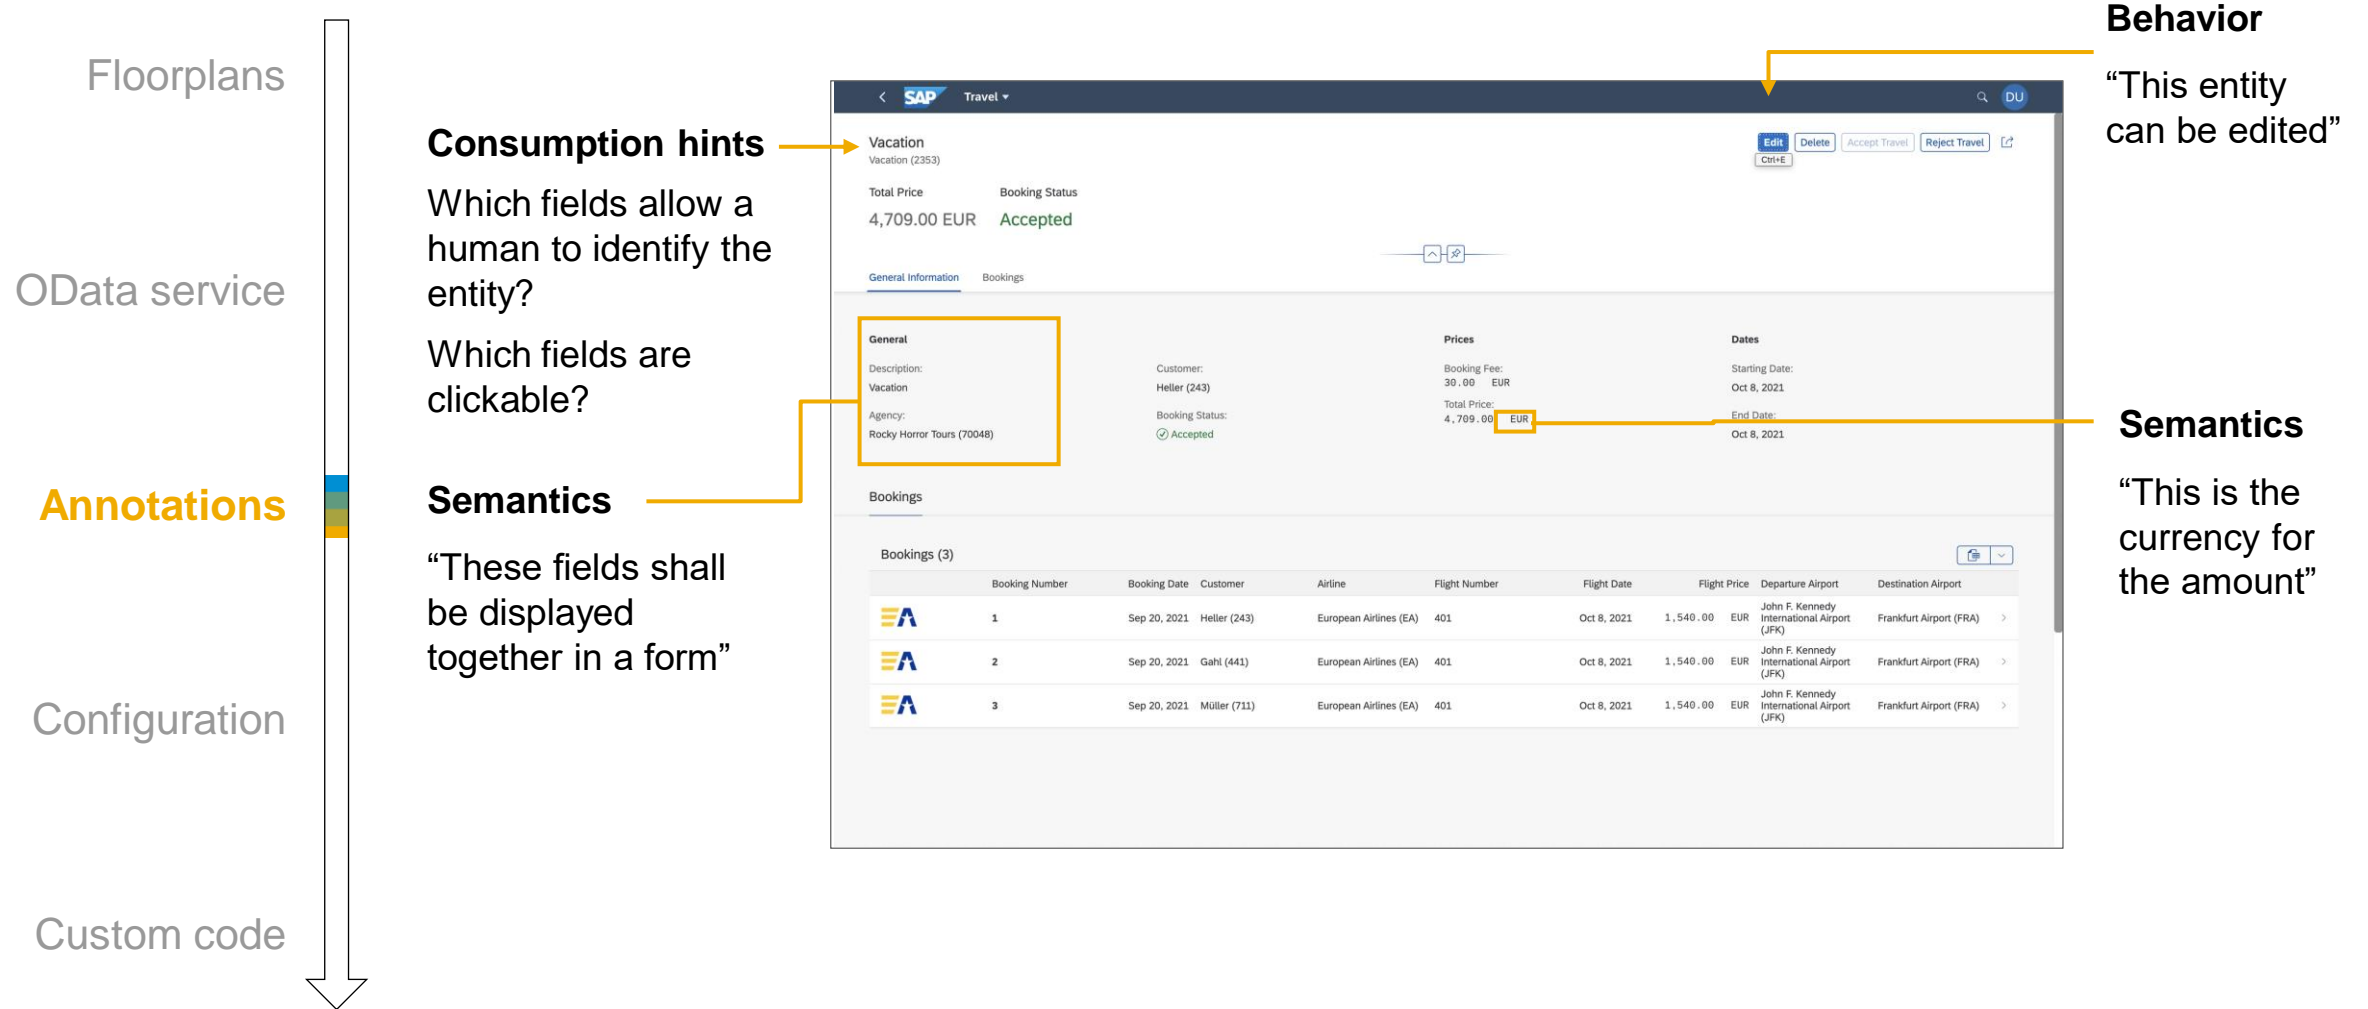 Floorplans
OData service
Annotations
Configuration
Custom code
Consumption hints
Which fields allow a
human to identify the
entity?
Which fields are
clickable?
Semantics
“These fields shall
be displayed
together in a form”
Behavior
“This entity
can be edited”
Semantics
“This is the
currency for
the amount”
SAP Travel
DU
Vacation
Vacation (2353)
Edit Delete Accept Travel Reject Travel
Ctrl+E
Total Price Booking Status
4,709.00 EUR Accepted
General Information Bookings
General
Description:
Vacation
Agency:
Rocky Horror Tours (70048)
Customer:
Heller (243)
Booking Status:
Accepted
Prices
Booking Fee:
30.00 EUR
Total Price:
4,709.00 EUR
Dates
Starting Date:
Oct 8, 2021
End Date:
Oct 8, 2021
Bookings
Bookings (3)
Booking Number Booking Date Customer Airline Flight Number Flight Date Flight Price Departure Airport Destination Airport
EA 1 Sep 20, 2021 Heller (243) European Airlines (EA) 401 Oct 8, 2021 1,540.00 EUR John F. Kennedy
International Airport
(JFK) Frankfurt Airport (FRA)
EA 2 Sep 20, 2021 Gahl (441) European Airlines (EA) 401 Oct 8, 2021 1,540.00 EUR John F. Kennedy
International Airport
(JFK) Frankfurt Airport (FRA)
EA 3 Sep 20, 2021 Müller (711) European Airlines (EA) 401 Oct 8, 2021 1,540.00 EUR John F. Kennedy
International Airport
(JFK) Frankfurt Airport (FRA)